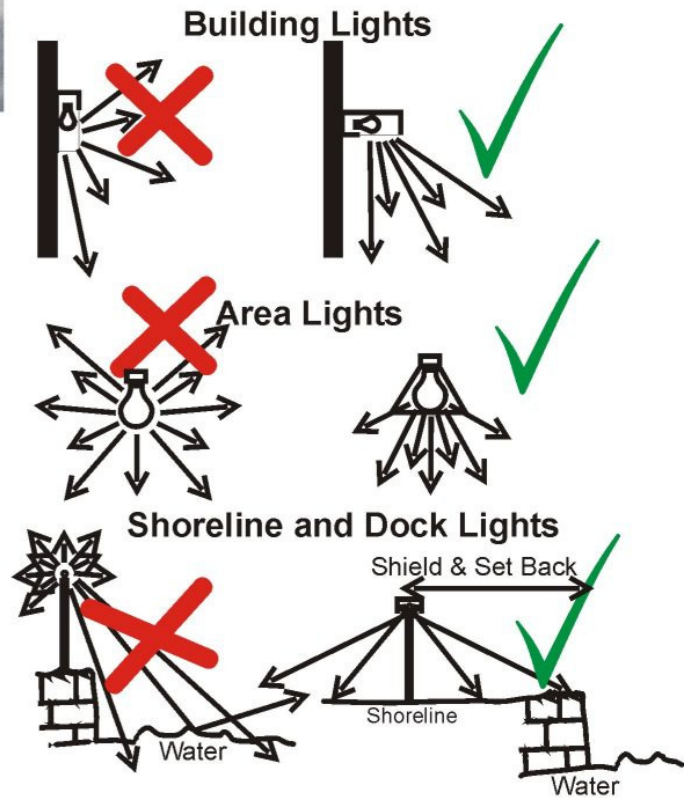 Building Lights
Area Lights
Shoreline and Dock Lights
Shield & Set Back
Shoreline
Water
Water